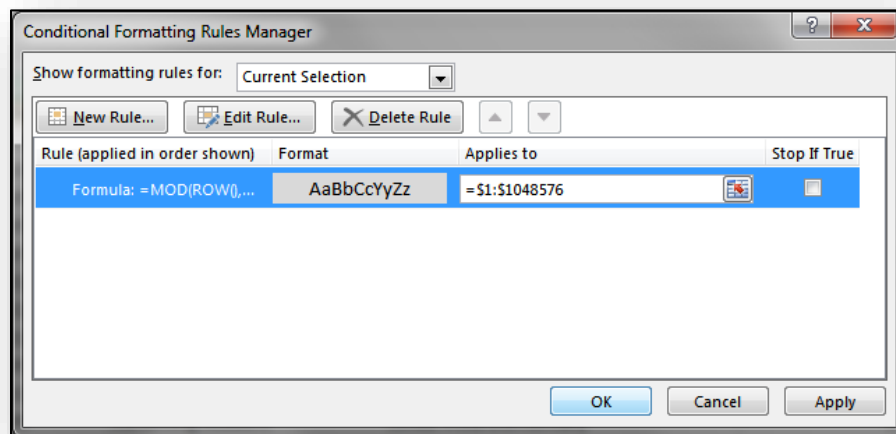 Conditional Formatting Rules Manager
? X
Show formatting rules for: Current Selection
New Rule... Edit Rule... Delete Rule
Rule (applied in order shown) Format Applies to Stop If True
Formula: =MOD(ROW(),... AaBbCcYyZz =$1:$1048576
OK Cancel Apply